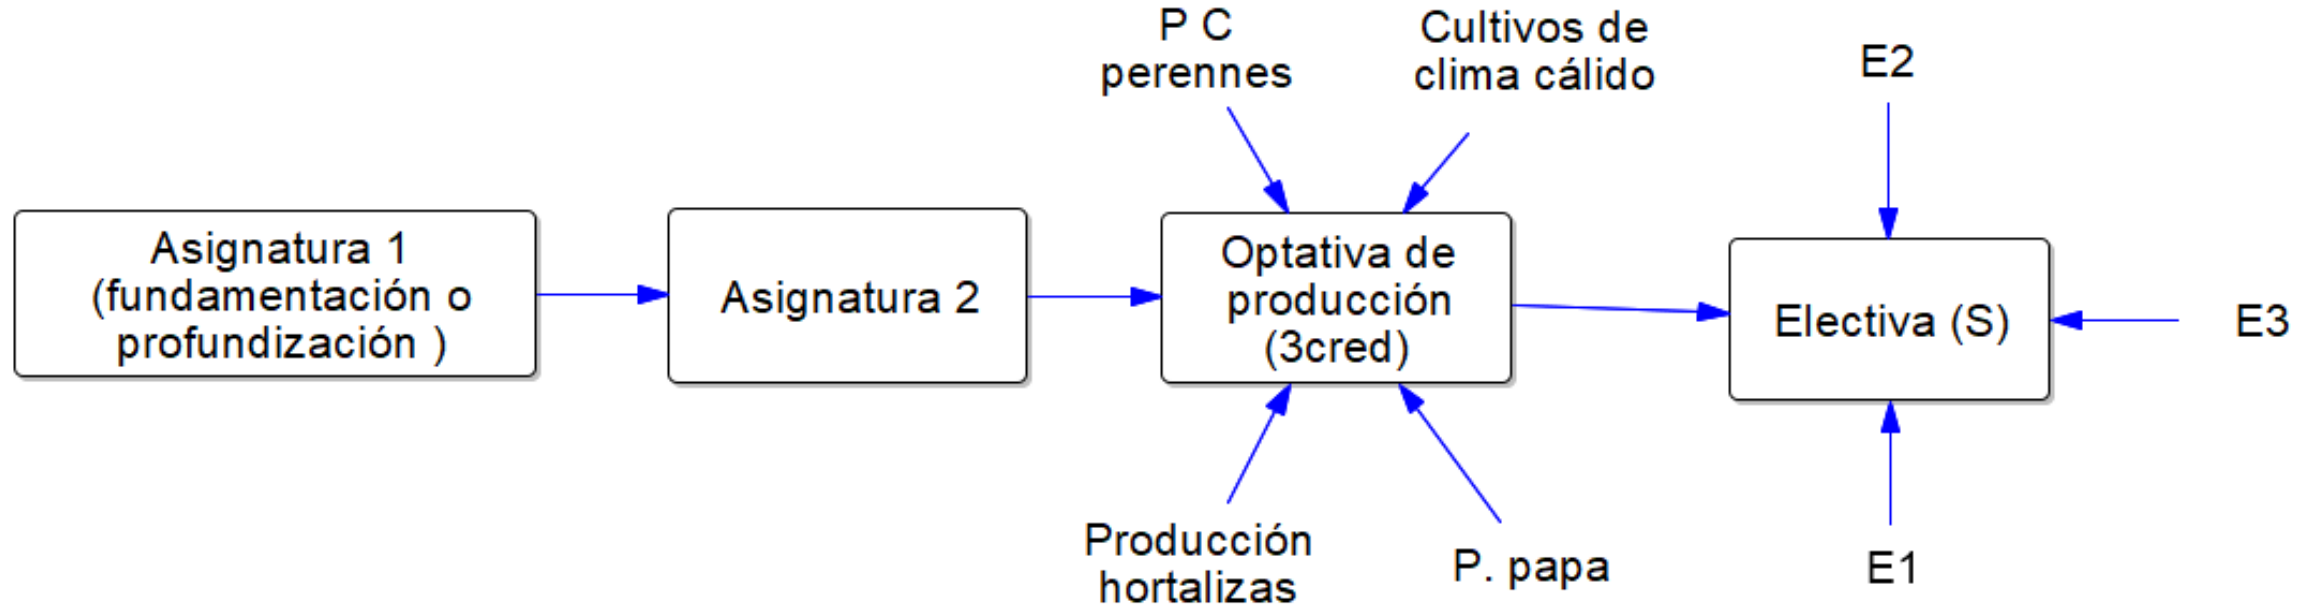 P C
perennes
Cultivos de
clima cálido
E2
Asignatura 1
(fundamentación o
profundización )
Asignatura 2
Optativa de
producción
(3cred)
Electiva (S)
E3
Producción
hortalizas
P. papa
E1